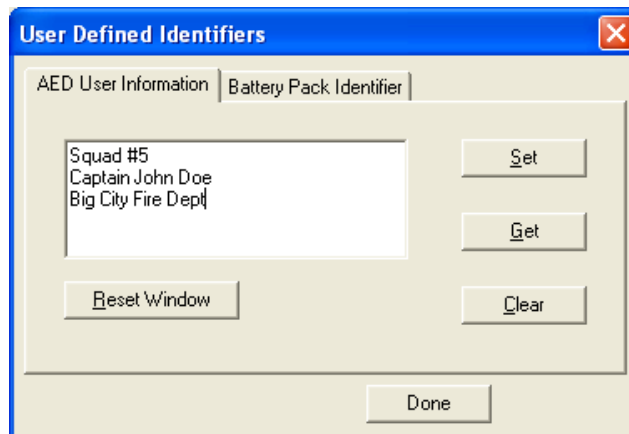 User Defined Identifiers
AED User Information
Battery Pack Identifier
Squad #5
Captain John Doe
Big City Fire Dept
Set
Get
Reset Window
Clear
Done